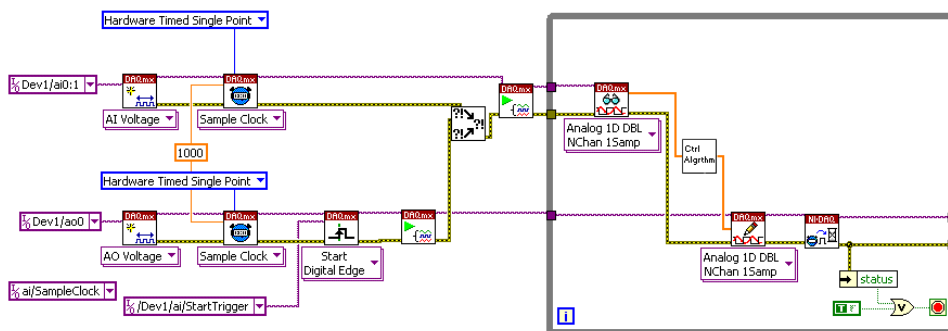 Hardware Timed Single Point
DAQmx
DAQmx
DAQmx
DAQmx
Dev1/ai0:1
AI Voltage
Sample Clock
?!
?!
?!
Analog 1D DBL
NChan 1Samp
Ctrl
Algrthm
1000
Hardware Timed Single Point
DAQmx
DAQmx
DAQmx
DAQmx
DAQmx
NI-DAQ
Dev1/ao0
AO Voltage
Sample Clock
Start
Digital Edge
Analog 1D DBL
NChan 1Samp
status
ai/SampleClock
/Dev1/ai/StartTrigger
i
T F
V